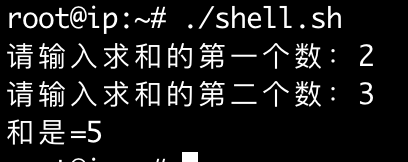 root@ip:~# ./shell.sh
请输入求和的第一个数：2
请输入求和的第二个数：3
和是=5